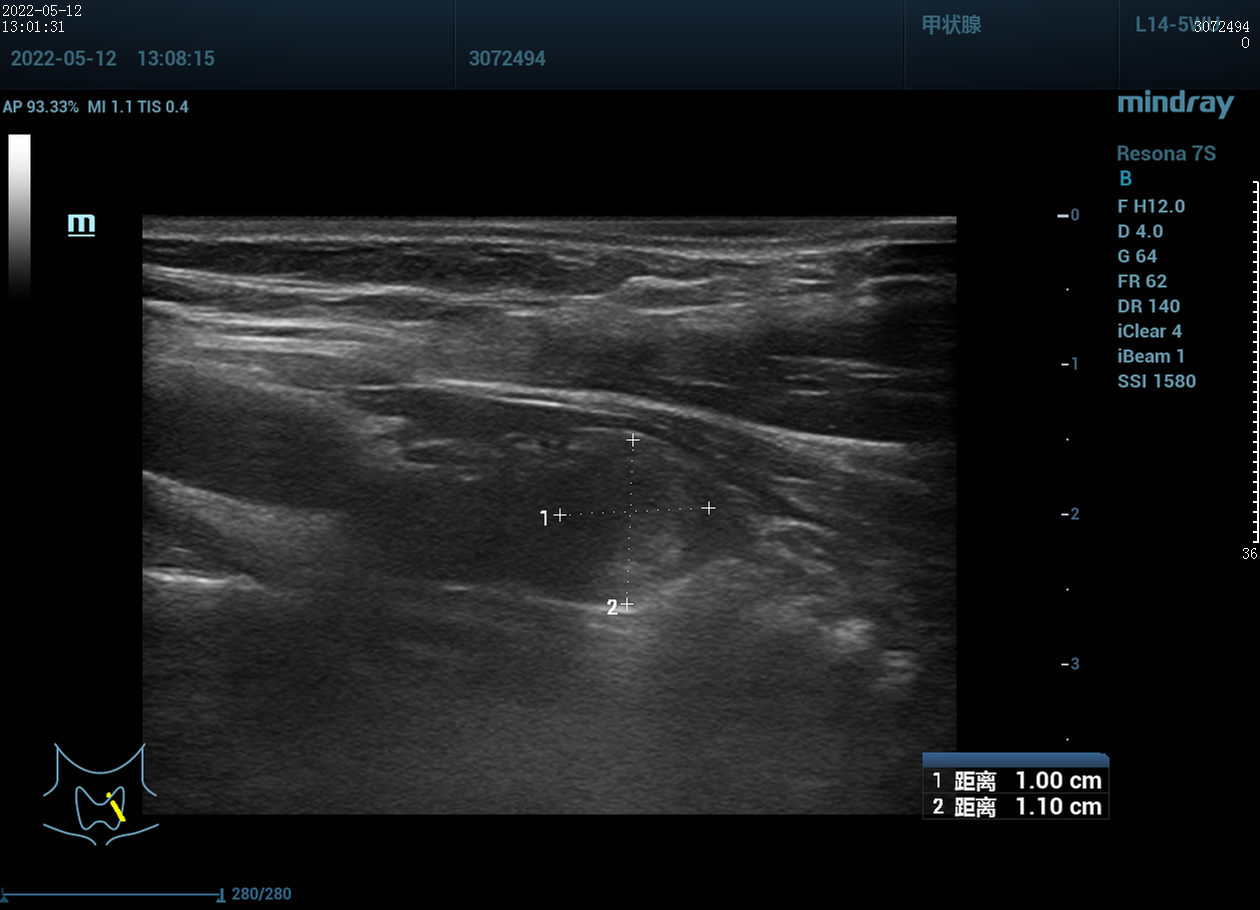 2022-05-12
13:01:31
甲状腺
L14-5WU
3072494
0
2022-05-12 13:08:15
3072494
AP 93.33% MI 1.1 TIS 0.4
mindray
Resona 7S
B
m
F H12.0
D 4.0
G 64
FR 62
DR 140
iClear 4
iBeam 1
SSI 1580
0
1
2
3
1
2
36
1 距离 1.00 cm
2 距离 1.10 cm
280/280